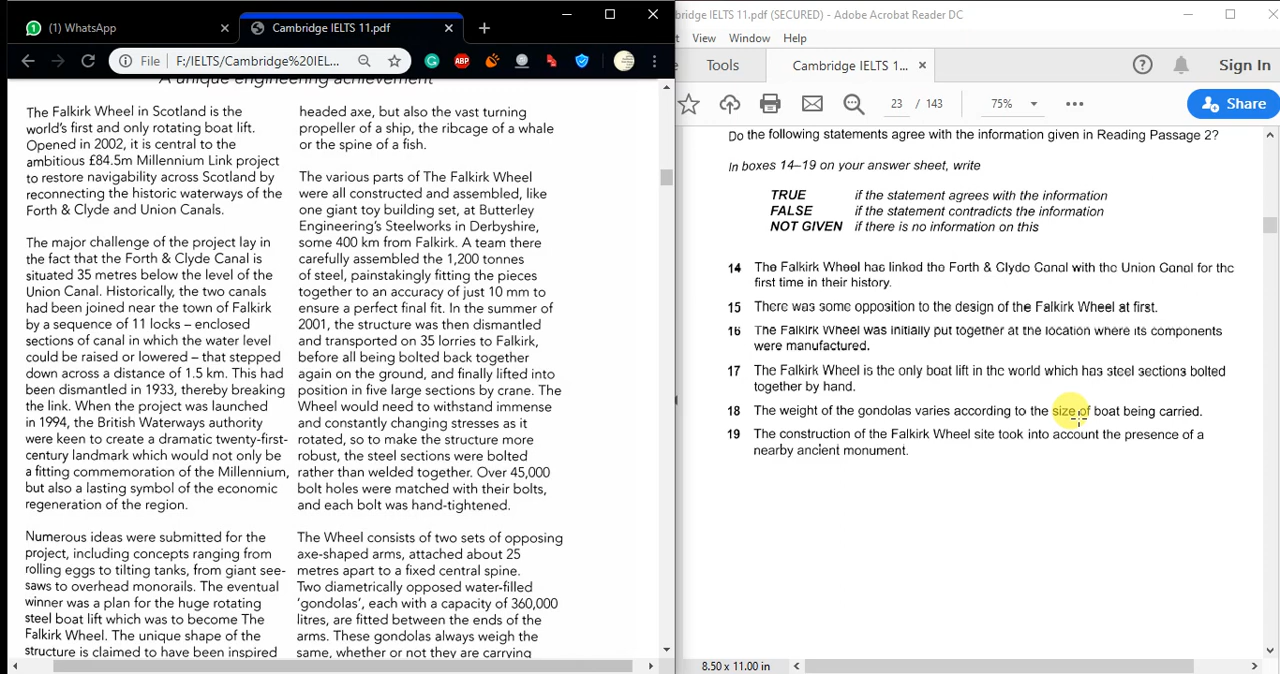 (1) WhatsApp
Cambridge IELTS 11.pdf
File
F:/IELTS/Cambridge%20IEL...
ABP
A unique engineering achievement
The Falkirk Wheel in Scotland is the
world's first and only rotating boat lift.
Opened in 2002, it is central to the
ambitious £84.5m Millennium Link project
to restore navigability across Scotland by
reconnecting the historic waterways of the
Forth & Clyde and Union Canals.
The major challenge of the project lay in
the fact that the Forth & Clyde Canal is
situated 35 metres below the level of the
Union Canal. Historically, the two canals
had been joined near the town of Falkirk
by a sequence of 11 locks – enclosed
sections of canal in which the water level
could be raised or lowered – that stepped
down across a distance of 1.5 km. This had
been dismantled in 1933, thereby breaking
the link. When the project was launched
in 1994, the British Waterways authority
were keen to create a dramatic twenty-first-
century landmark which would not only be
a fitting commemoration of the Millennium,
but also a lasting symbol of the economic
regeneration of the region.
Numerous ideas were submitted for the
project, including concepts ranging from
rolling eggs to tilting tanks, from giant see-
saws to overhead monorails. The eventual
winner was a plan for the huge rotating
steel boat lift which was to become The
Falkirk Wheel. The unique shape of the
structure is claimed to have been inspired
headed axe, but also the vast turning
propeller of a ship, the ribcage of a whale
or the spine of a fish.
The various parts of The Falkirk Wheel
were all constructed and assembled, like
one giant toy building set, at Butterley
Engineering's Steelworks in Derbyshire,
some 400 km from Falkirk. A team there
carefully assembled the 1,200 tonnes
of steel, painstakingly fitting the pieces
together to an accuracy of just 10 mm to
ensure a perfect final fit. In the summer of
2001, the structure was then dismantled
and transported on 35 lorries to Falkirk,
before all being bolted back together
again on the ground, and finally lifted into
position in five large sections by crane. The
Wheel would need to withstand immense
and constantly changing stresses as it
rotated, so to make the structure more
robust, the steel sections were bolted
rather than welded together. Over 45,000
bolt holes were matched with their bolts,
and each bolt was hand-tightened.
The Wheel consists of two sets of opposing
axe-shaped arms, attached about 25
metres apart to a fixed central spine.
Two diametrically opposed water-filled
'gondolas', each with a capacity of 360,000
litres, are fitted between the ends of the
arms. These gondolas always weigh the
same, whether or not they are carrying
bridge IELTS 11.pdf (SECURED) - Adobe Acrobat Reader DC
View Window Help
Tools
Cambridge IELTS 1...
Sign In
23 / 143
75%
Share
Do the following statements agree with the information given in Reading Passage 2?
In boxes 14–19 on your answer sheet, write
TRUE if the statement agrees with the information
FALSE if the statement contradicts the information
NOT GIVEN if there is no information on this
14 The Falkirk Wheel has linked the Forth & Clyde Canal with the Union Canal for the
first time in their history.
15 There was some opposition to the design of the Falkirk Wheel at first.
16 The Falkirk Wheel was initially put together at the location where its components
were manufactured.
17 The Falkirk Wheel is the only boat lift in the world which has steel sections bolted
together by hand.
18 The weight of the gondolas varies according to the size of boat being carried.
19 The construction of the Falkirk Wheel site took into account the presence of a
nearby ancient monument.
8.50 x 11.00 in